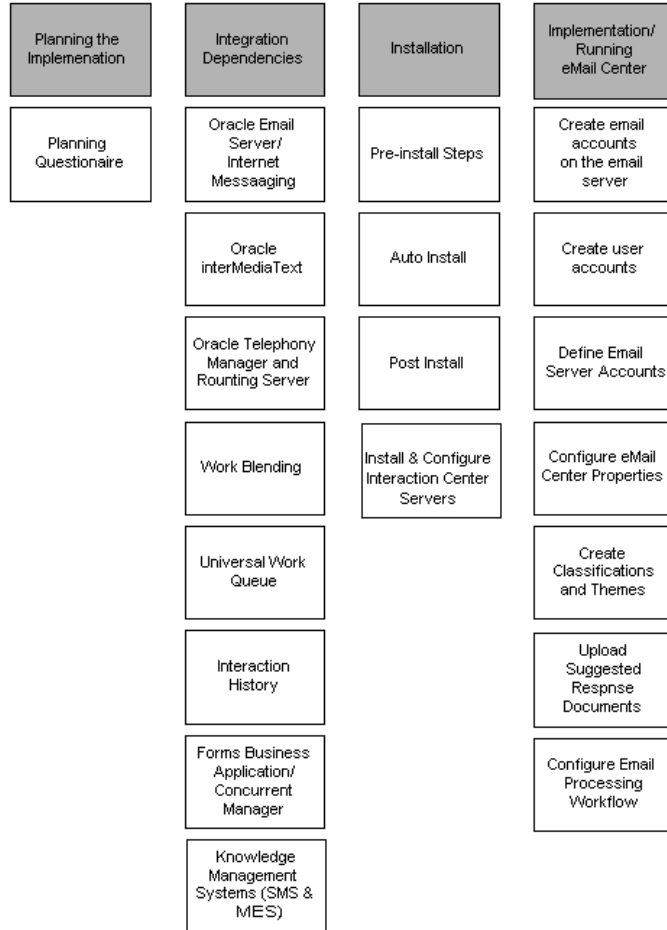 Planning the
Implemenation
Planning
Questionaire
Integration
Dependencies
Oracle Email
Server/
Internet
Messaaging
Oracle
interMediaText
Oracle Telephony
Manager and
Rounting Server
Work Blending
Universal Work
Queue
Interaction
History
Forms Business
Application/
Concurrent
Manager
Knowledge
Management
Systems (SMS &
MES)
Installation
Pre-install Steps
Auto Install
Post Install
Install & Configure
Interaction Center
Servers
Implementation/
Running
eMail Center
Create email
accounts
on the email
server
Create user
accounts
Define Email
Server Accounts
Configure eMail
Center Properties
Create
Classifications
and Themes
Upload
Suggested
Respnse
Documents
Configure Email
Processing
Workflow